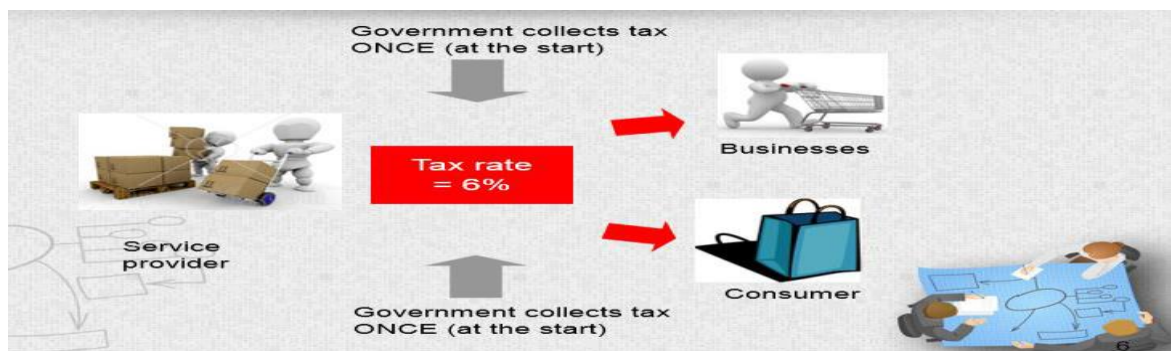 Government collects tax
ONCE (at the start)
Businesses
Tax rate
= 6%
Service
provider
Consumer
Government collects tax
ONCE (at the start)
6